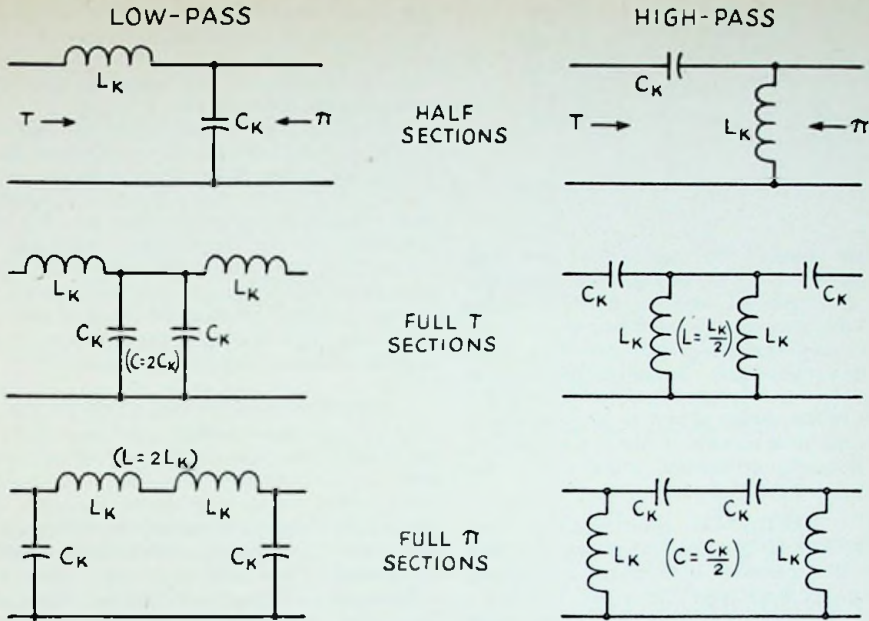 LOW-PASS
HIGH-PASS
L_K
T →
C_K
← π
HALF
SECTIONS
C_K
T →
L_K
← π
L_K
L_K
C_K
C_K
(C=2C_K)
FULL T
SECTIONS
C_K
C_K
L_K
(L=L_K/2)
L_K
(L=2L_K)
L_K
L_K
C_K
C_K
FULL π
SECTIONS
C_K
C_K
L_K
(C=C_K/2)
L_K